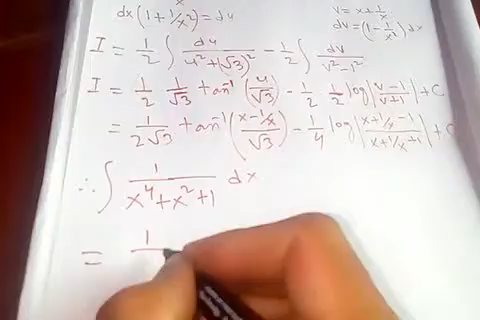 dx(1+1/x²)=du
v = x+1/x
dv=(1-1/x²)dx
I = 1/2 ∫ du/(u²+(√3)²) - 1/2 ∫ dv/(v²-1²)
I = 1/2 1/√3 tan⁻¹(u/√3) - 1/2 1/2 log|(v-1)/(v+1)|+C
= 1/(2√3) tan⁻¹((x-1/x)/√3) - 1/4 log|(x+1/x-1)/(x+1/x+1)|+C
∴ ∫ 1/(x⁴+x²+1) dx
= 1